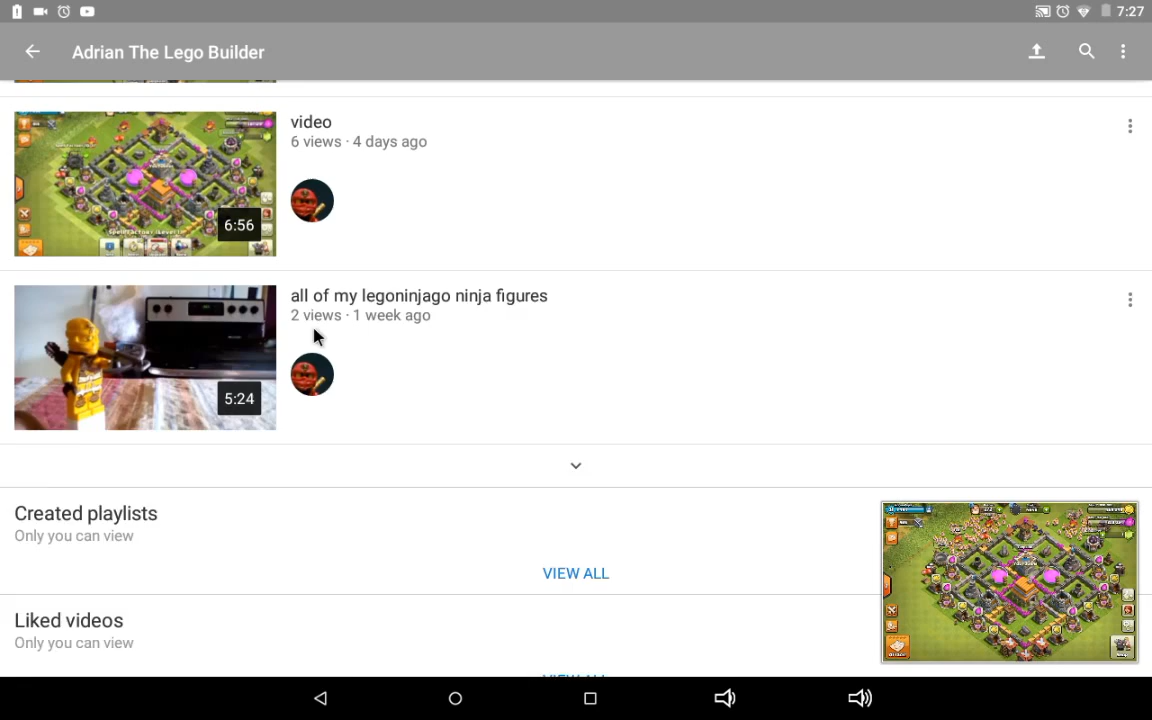 7:27
Adrian The Lego Builder
video
6 views · 4 days ago
6:56
all of my legoninjago ninja figures
2 views · 1 week ago
5:24
Created playlists
Only you can view
VIEW ALL
Liked videos
Only you can view